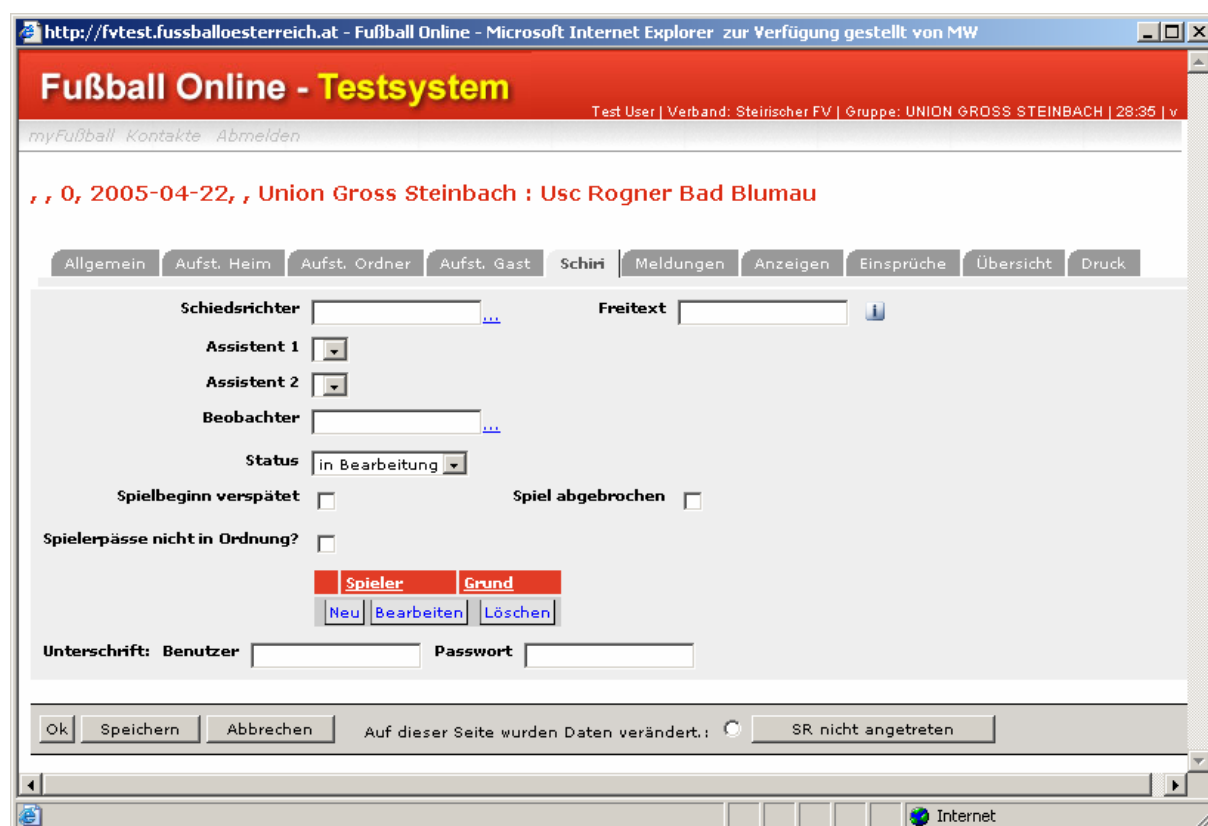 http://fvtest.fussballoesterreich.at - Fußball Online - Microsoft Internet Explorer zur Verfügung gestellt von MW
Fußball Online - Testsystem
Test User | Verband: Steirischer FV | Gruppe: UNION GROSS STEINBACH | 28:35 | v
myFußball Kontakte Abmelden
, , 0, 2005-04-22, , Union Gross Steinbach : Usc Rogner Bad Blumau
Allgemein Aufst. Heim Aufst. Ordner Aufst. Gast Schiri Meldungen Anzeigen Einsprüche Übersicht Druck
Schiedsrichter ... Freitext i
Assistent 1
Assistent 2
Beobachter ...
Status in Bearbeitung
Spielbeginn verspätet Spiel abgebrochen
Spielerpässe nicht in Ordnung?
Spieler Grund
Neu Bearbeiten Löschen
Unterschrift: Benutzer Passwort
Ok Speichern Abbrechen Auf dieser Seite wurden Daten verändert.: SR nicht angetreten
Internet